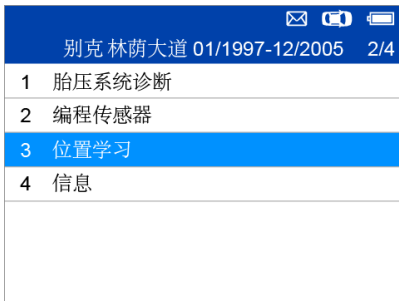 别克 林荫大道 01/1997-12/2005 2/4
1 胎压系统诊断
2 编程传感器
3 位置学习
4 信息